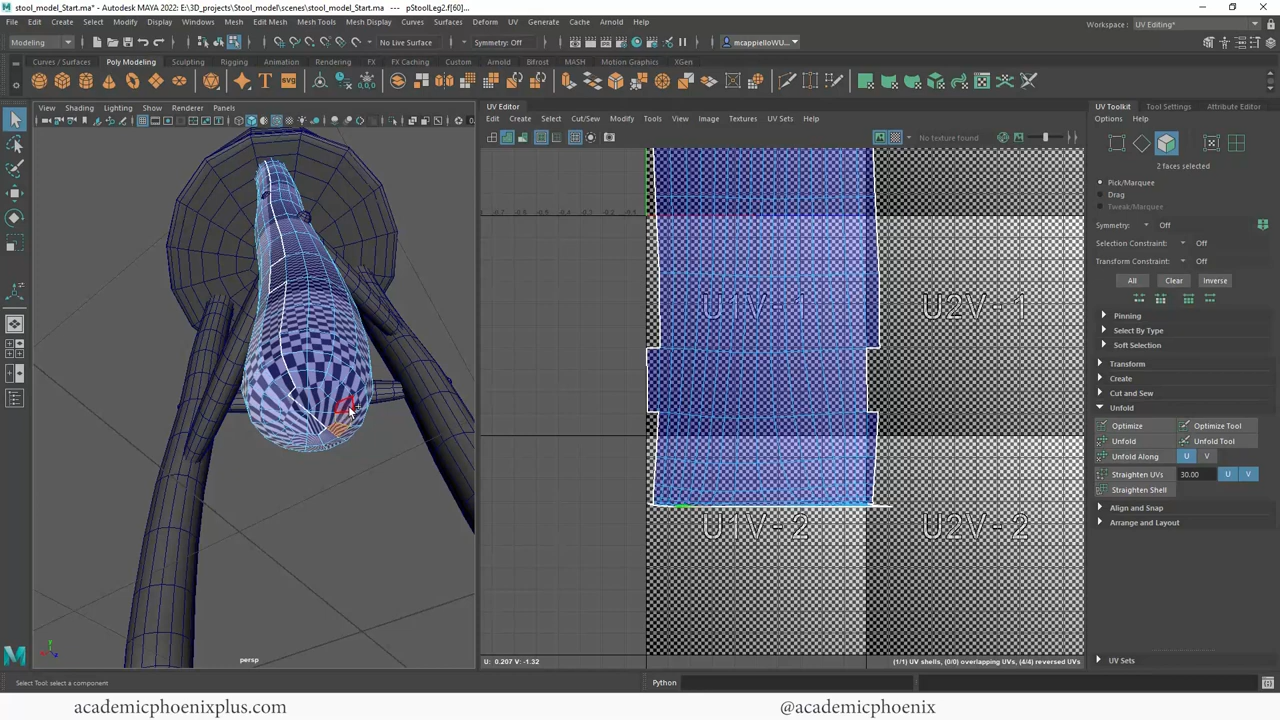 stool_model_Start.ma* - Autodesk MAYA 2022: E:\3D_projects\Stool_model\scenes\stool_model_Start.ma --- pStoolLeg2.f[60]...
File Edit Create Select Modify Display Windows Mesh Edit Mesh Mesh Tools Mesh Display Curves Surfaces Deform UV Generate Cache Arnold Help
Workspace : UV Editing*
Modeling No Live Surface Symmetry: Off mcappielloWU...
Curves / Surfaces Poly Modeling Sculpting Rigging Animation Rendering FX FX Caching Custom Arnold Bifrost MASH Motion Graphics XGen
View Shading Lighting Show Renderer Panels
UV Editor
Edit Create Select Cut/Sew Modify Tools View Image Textures UV Sets Help
No texture found
UV Toolkit Tool Settings Attribute Editor
Options Help
2 faces selected
Pick/Marquee
Drag
Tweak/Marquee
Symmetry: Off
Selection Constraint: Off
Transform Constraint: Off
All Clear Inverse
Pinning
Select By Type
Soft Selection
Transform
Create
Cut and Sew
Unfold
Optimize Optimize Tool
Unfold Unfold Tool
Unfold Along U V
Straighten UVs 30.00 U V
Straighten Shell
Align and Snap
Arrange and Layout
UV Sets
U1V-1 U2V-1
U1V-2 U2V-2
persp
U: 0.207 V: -1.32 (1/1) UV shells, (0/0) overlapping UVs, (4/4) reversed UVs
Select Tool: select a component
Python
academicphoenixplus.com @academicphoenix